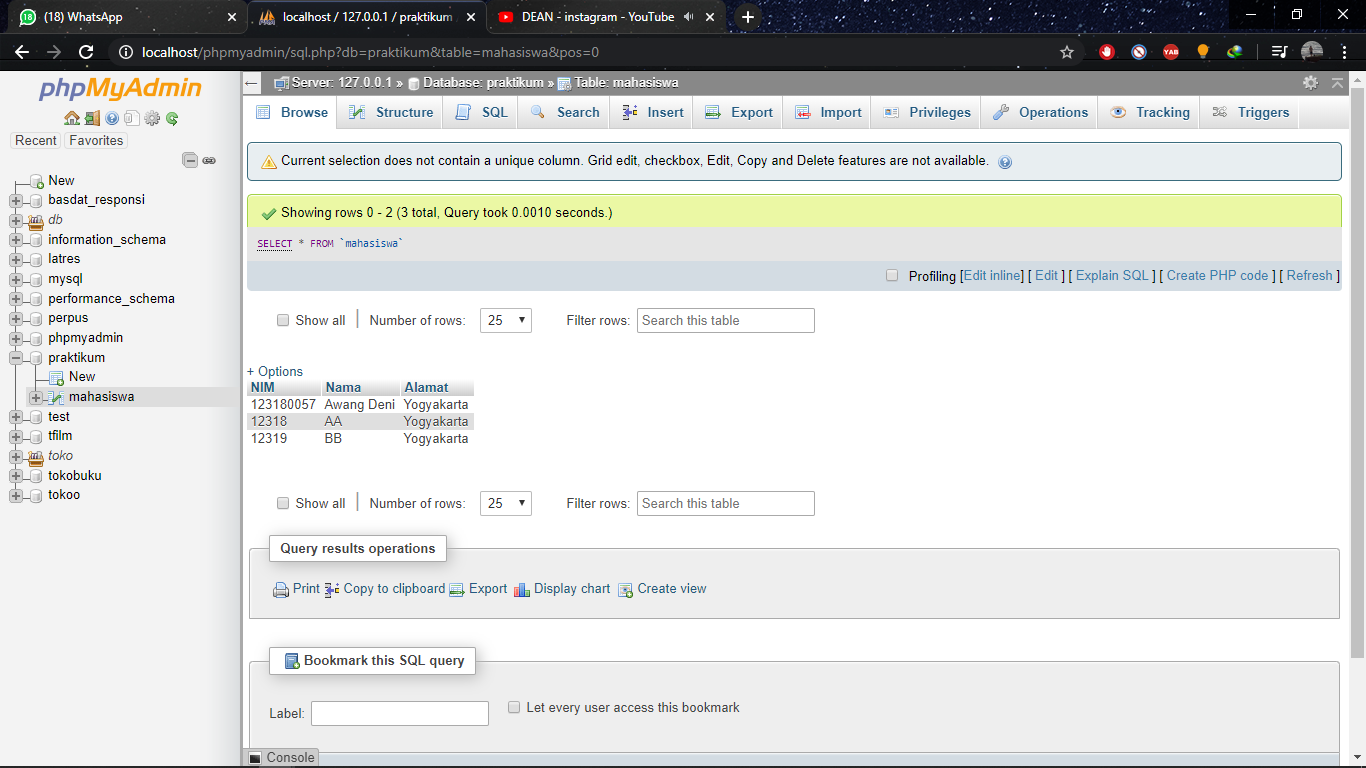 (18) WhatsApp
localhost / 127.0.0.1 / praktikum
DEAN - instagram - YouTube
localhost/phpmyadmin/sql.php?db=praktikum&table=mahasiswa&pos=0
YAB
phpMyAdmin
Recent Favorites
New
basdat_responsi
db
information_schema
latres
mysql
performance_schema
perpus
phpmyadmin
praktikum
New
mahasiswa
test
tfilm
toko
tokobuku
tokoo
Server: 127.0.0.1 » Database: praktikum » Table: mahasiswa
Browse Structure SQL Search Insert Export Import Privileges Operations Tracking Triggers
Current selection does not contain a unique column. Grid edit, checkbox, Edit, Copy and Delete features are not available.
Showing rows 0 - 2 (3 total, Query took 0.0010 seconds.)
SELECT * FROM `mahasiswa`
Profiling [Edit inline] [ Edit ] [ Explain SQL ] [ Create PHP code ] [ Refresh ]
Show all Number of rows: 25 Filter rows: Search this table
+ Options
NIM Nama Alamat
123180057 Awang Deni Yogyakarta
12318 AA Yogyakarta
12319 BB Yogyakarta
Show all Number of rows: 25 Filter rows: Search this table
Query results operations
Print Copy to clipboard Export Display chart Create view
Bookmark this SQL query
Label: Let every user access this bookmark
Console